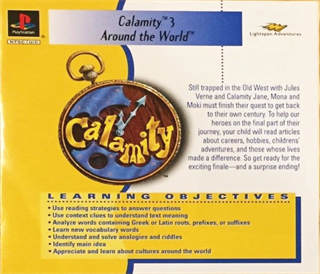 Calamity™ 3
Around the World™
PlayStation
Lightspan Adventures
Calamity
Still trapped in the Old West with Jules
Verne and Calamity Jane, Mona and
Moki must finish their quest to get back
to their own century. To help our
heroes on the final part of their
journey, your child will read articles
about careers, hobbies, childrens'
adventures, and those whose lives
made a difference. So get ready for the
exciting finale—and a surprise ending!
LEARNING OBJECTIVES
• Use reading strategies to answer questions
• Use context clues to understand text meaning
• Analyze words containing Greek or Latin roots, prefixes, or suffixes
• Learn new vocabulary words
• Understand and solve analogies and riddles
• Identify main idea
• Appreciate and learn about cultures around the world